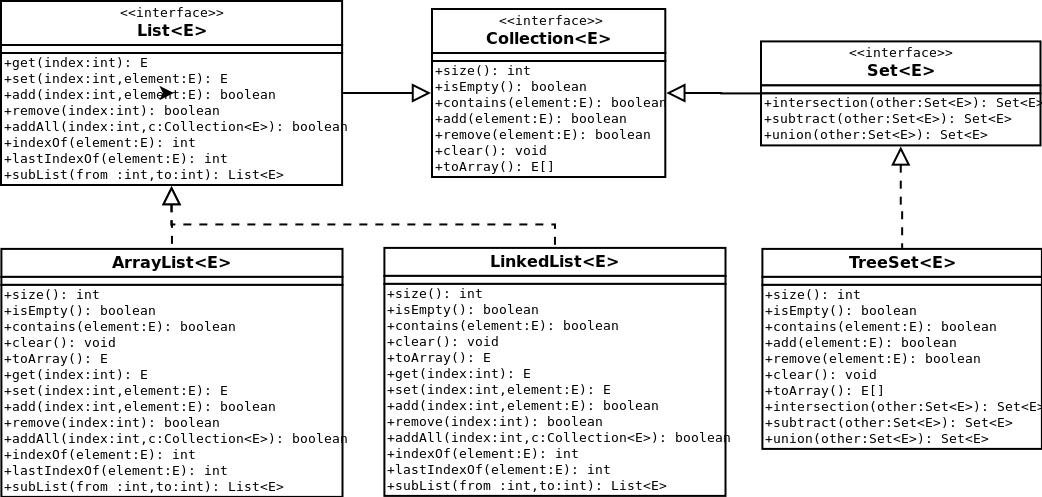 <<interface>>
List<E>
+get(index:int): E
+set(index:int,element:E): E
+add(index:int,element:E): boolean
+remove(index:int): boolean
+addAll(index:int,c:Collection<E>): boolean
+indexOf(element:E): int
+lastIndexOf(element:E): int
+subList(from :int,to:int): List<E>
<<interface>>
Collection<E>
+size(): int
+isEmpty(): boolean
+contains(element:E): boolean
+add(element:E): boolean
+remove(element:E): boolean
+clear(): void
+toArray(): E[]
<<interface>>
Set<E>
+intersection(other:Set<E>): Set<E>
+subtract(other:Set<E>): Set<E>
+union(other:Set<E>): Set<E>
ArrayList<E>
+size(): int
+isEmpty(): boolean
+contains(element:E): boolean
+clear(): void
+toArray(): E
+get(index:int): E
+set(index:int,element:E): E
+add(index:int,element:E): boolean
+remove(index:int): boolean
+addAll(index:int,c:Collection<E>): boolean
+indexOf(element:E): int
+lastIndexOf(element:E): int
+subList(from :int,to:int): List<E>
LinkedList<E>
+size(): int
+isEmpty(): boolean
+contains(element:E): boolean
+clear(): void
+toArray(): E
+get(index:int): E
+set(index:int,element:E): E
+add(index:int,element:E): boolean
+remove(index:int): boolean
+addAll(index:int,c:Collection<E>): boolean
+indexOf(element:E): int
+lastIndexOf(element:E): int
+subList(from :int,to:int): List<E>
TreeSet<E>
+size(): int
+isEmpty(): boolean
+contains(element:E): boolean
+add(element:E): boolean
+remove(element:E): boolean
+clear(): void
+toArray(): E[]
+intersection(other:Set<E>): Set<E>
+subtract(other:Set<E>): Set<E>
+union(other:Set<E>): Set<E>